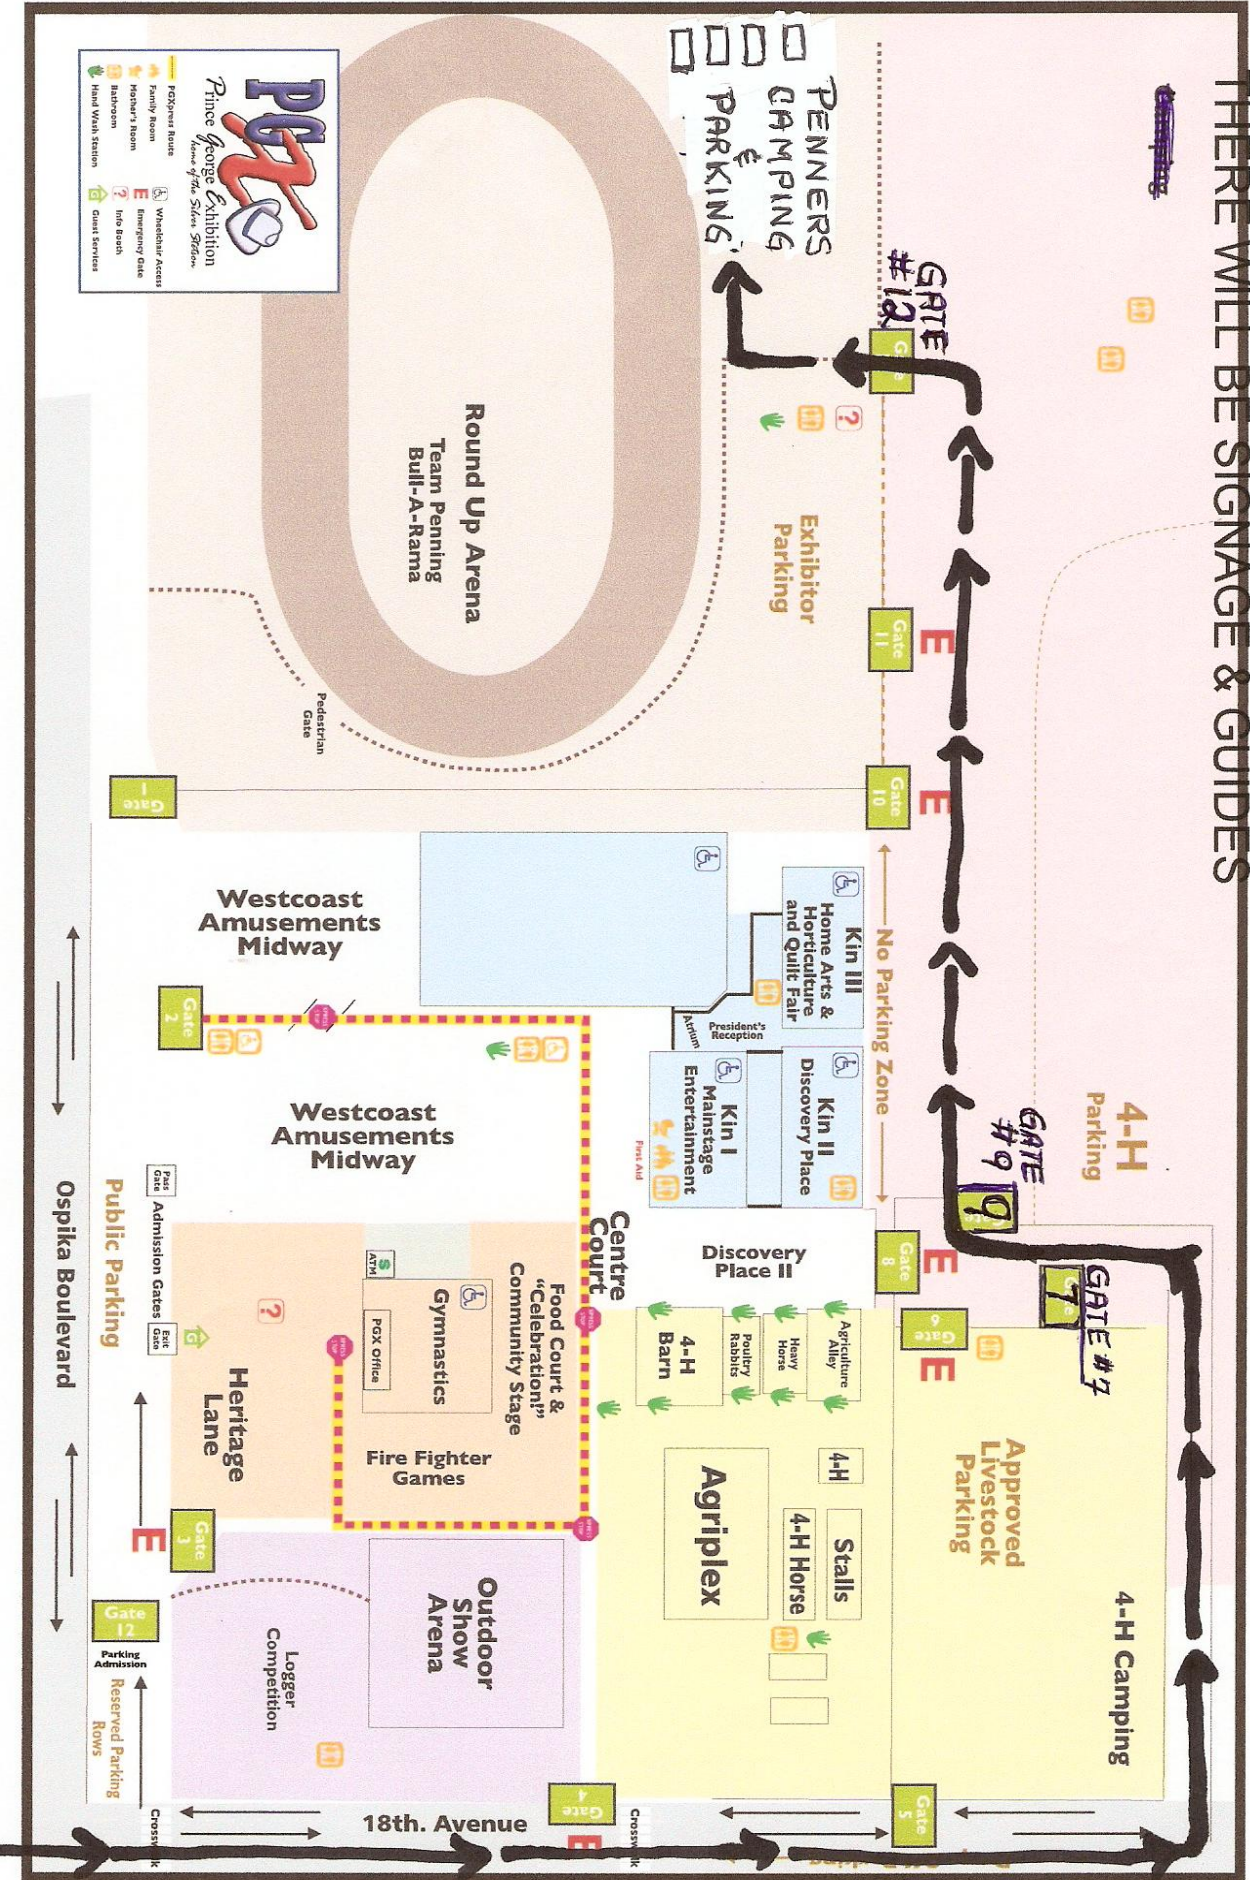 THERE WILL BE SIGNAGE & GUIDES
camping
PENNERS
CAMPING
&
PARKING
GATE
#12
Gate
PGX
Prince George Exhibition
home of the Silver Stetson
PGXpress Route
Family Room
Mother's Room
Bathroom
Hand Wash Station
Wheelchair Access
E Emergency Gate
? Info Booth
G Guest Services
?
Round Up Arena
Team Penning
Bull-A-Rama
Exhibitor
Parking
Gate
11
E
Pedestrian
Gate
Gate
1
Gate
10
E
Westcoast
Amusements
Midway
Kin III
Home Arts &
Horticulture
and Quilt Fair
No Parking Zone
Gate
2
Atrium
President's
Reception
Kin II
Discovery Place
Kin I
Mainstage
Entertainment
First Aid
4-H
Parking
GATE
#9
9
Westcoast
Amusements
Midway
Pass
Gate
Admission Gates
Exit
Gate
Public Parking
Ospika Boulevard
Centre
Court
Discovery
Place II
Gate
8
E
GATE #7
Gate
7
Gate
6
E
$
ATM
Gymnastics
PGX Office
Food Court &
"Celebration!"
Community Stage
?
G
Heritage
Lane
Fire Fighter
Games
4-H
Barn
Poultry
Rabbits
Heavy
Horse
Agriculture
Alley
Approved
Livestock
Parking
4-H
Agriplex
4-H Horse
Stalls
4-H Camping
Gate
3
E
Gate
12
Parking
Admission
Reserved Parking
Rows
Outdoor
Show
Arena
Logger
Competition
Crosswalk
18th. Avenue
Gate
4
E
Crosswalk
Gate
5